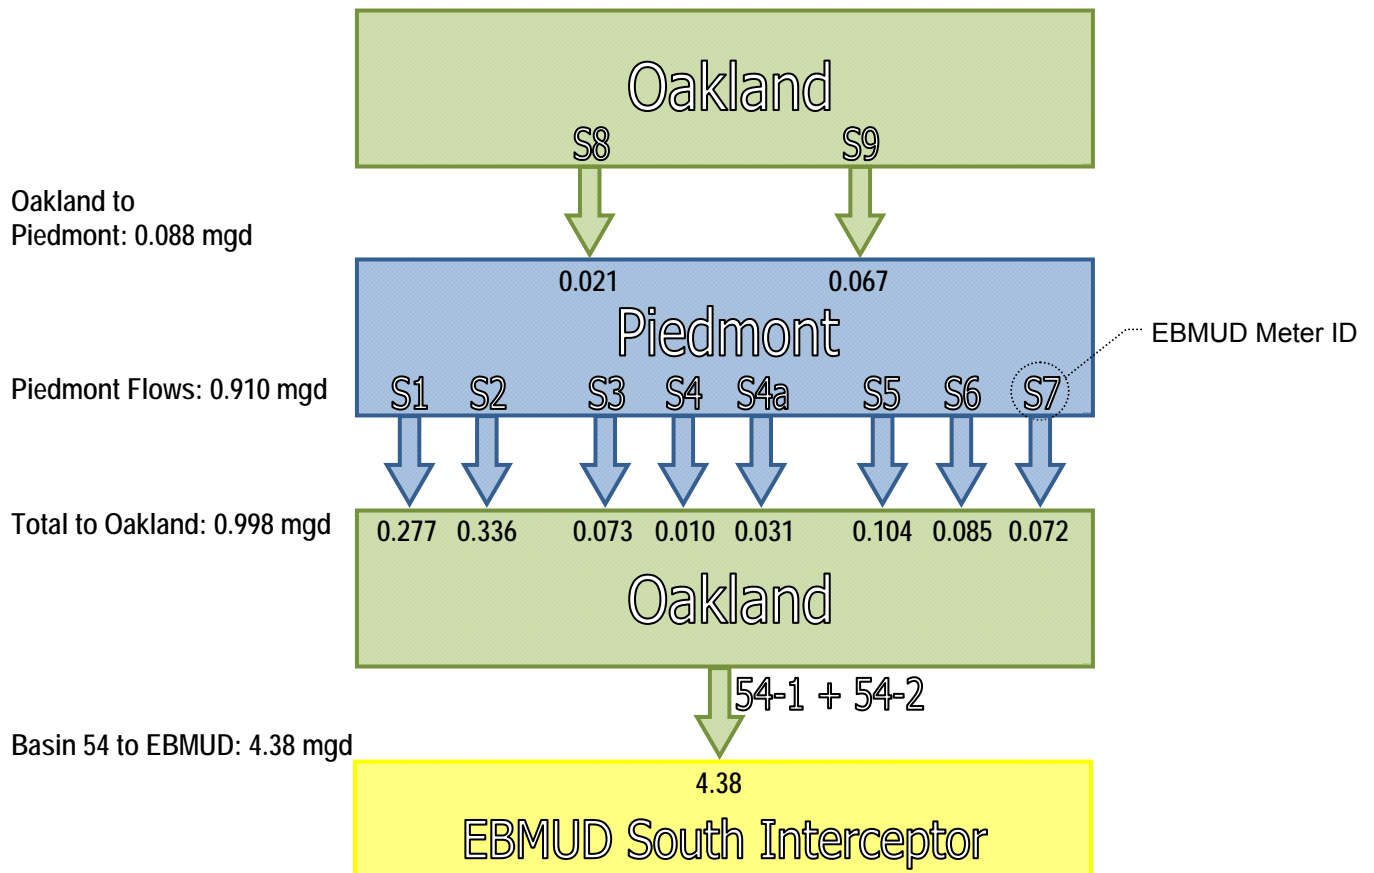 Oakland
S8 S9
Oakland to
Piedmont: 0.088 mgd
0.021 0.067
Piedmont
EBMUD Meter ID
Piedmont Flows: 0.910 mgd
S1 S2 S3 S4 S4a S5 S6 S7
Total to Oakland: 0.998 mgd
0.277 0.336 0.073 0.010 0.031 0.104 0.085 0.072
Oakland
54-1 + 54-2
Basin 54 to EBMUD: 4.38 mgd
4.38
EBMUD South Interceptor